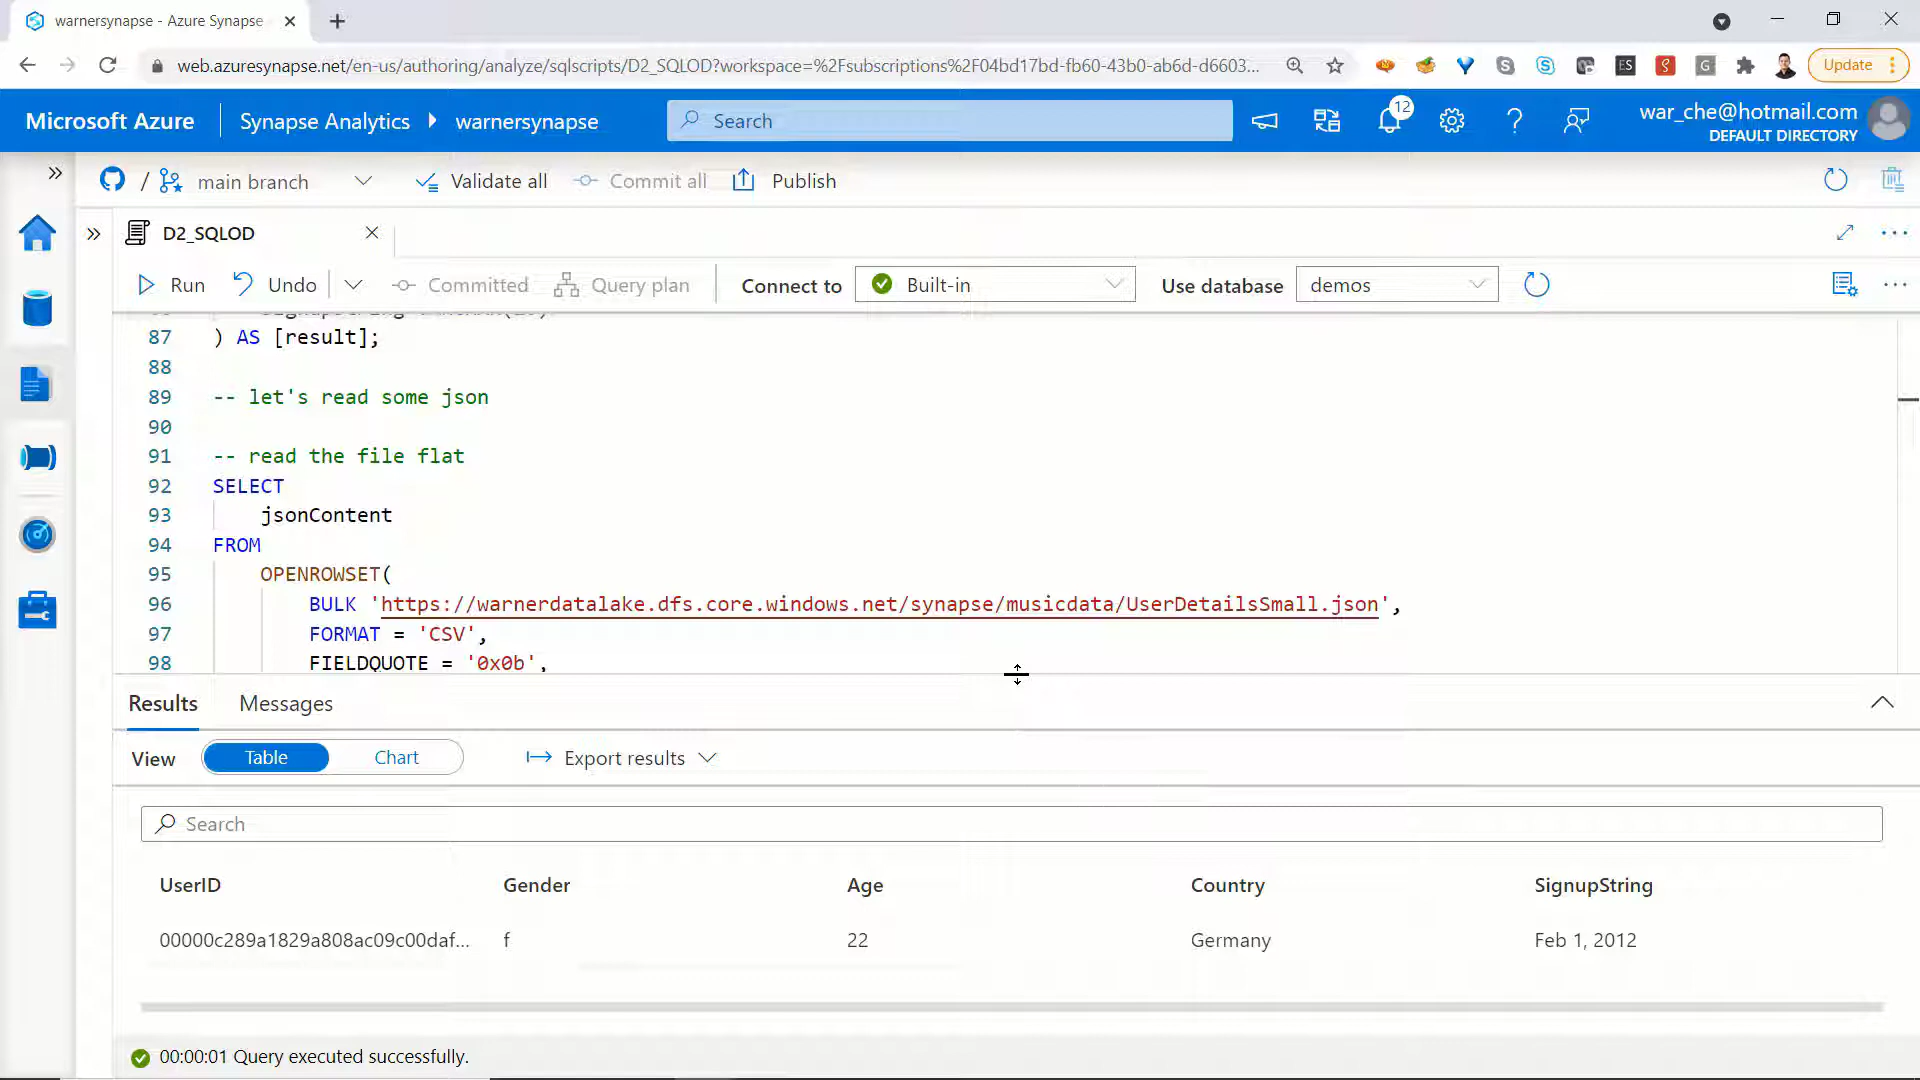 warnersynapse - Azure Synapse
web.azuresynapse.net/en-us/authoring/analyze/sqlscripts/D2_SQLOD?workspace=%2Fsubscriptions%2F04bd17bd-fb60-43b0-ab6d-d6603...
ES
G
Update
Microsoft Azure
Synapse Analytics
warnersynapse
Search
12
war_che@hotmail.com
DEFAULT DIRECTORY
/ main branch
Validate all
Commit all
Publish
D2_SQLOD
Run
Undo
Committed
Query plan
Connect to
Built-in
Use database
demos
87 ) AS [result];
88
89 -- let's read some json
90
91 -- read the file flat
92 SELECT
93 jsonContent
94 FROM
95 OPENROWSET(
96 BULK 'https://warnerdatalake.dfs.core.windows.net/synapse/musicdata/UserDetailsSmall.json',
97 FORMAT = 'CSV',
98 FIELDQUOTE = '0x0b',
Results
Messages
View
Table
Chart
Export results
Search
UserID Gender Age Country SignupString
00000c289a1829a808ac09c00daf... f 22 Germany Feb 1, 2012
00:00:01 Query executed successfully.